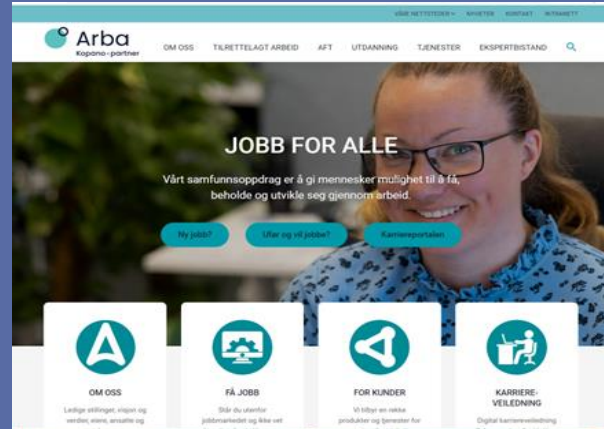 VÅRE NETTSTEDER NYHETER KONTAKT INTRANETT
Arba
Kopano-partner
OM OSS TILRETTELAGT ARBEID AFT UTDANNING TJENESTER EKSPERTBISTAND
JOBB FOR ALLE
Vårt samfunnsoppdrag er å gi mennesker mulighet til å få,
beholde og utvikle seg gjennom arbeid.
Ny jobb? Ufør og vil jobbe? Karriereportalen
OM OSS
Ledige stillinger, visjon og
verdier, eiere, ansatte og
FÅ JOBB
Står du utenfor
jobbmarkedet og ikke vet
FOR KUNDER
Vi tilbyr en rekke
produkter og tjenester for
KARRIERE-
VEILEDNING
Digital karriereveiledning